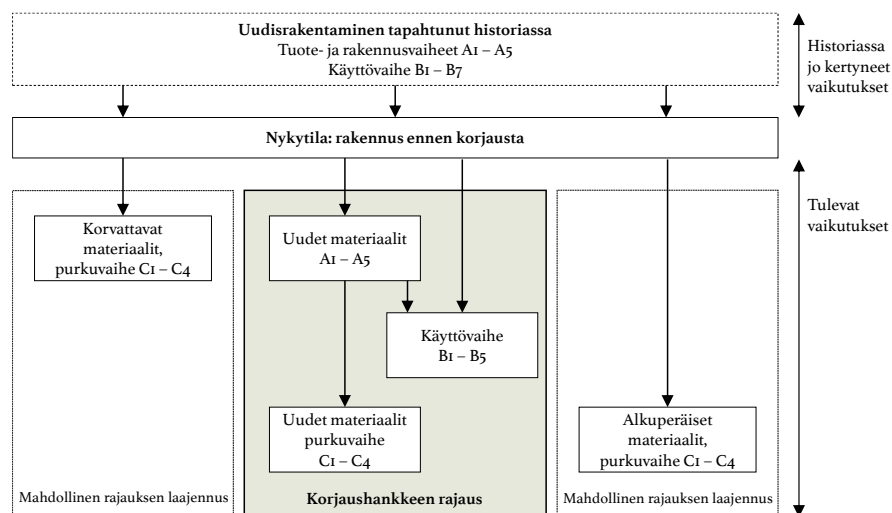 Uudisrakentaminen tapahtunut historiassa
Tuote- ja rakennusvaiheet A1 – A5
Käyttövaihe B1 – B7
Historiassa
jo kertyneet
vaikutukset
Nykytila: rakennus ennen korjausta
Tulevat
vaikutukset
Korvattavat
materiaalit,
purkuvaihe C1 – C4
Uudet materiaalit
A1 – A5
Käyttövaihe
B1 – B5
Uudet materiaalit
purkuvaihe
C1 – C4
Alkuperäiset
materiaalit,
purkuvaihe C1 – C4
Mahdollinen rajauksen laajennus
Korjaushankkeen rajaus
Mahdollinen rajauksen laajennus